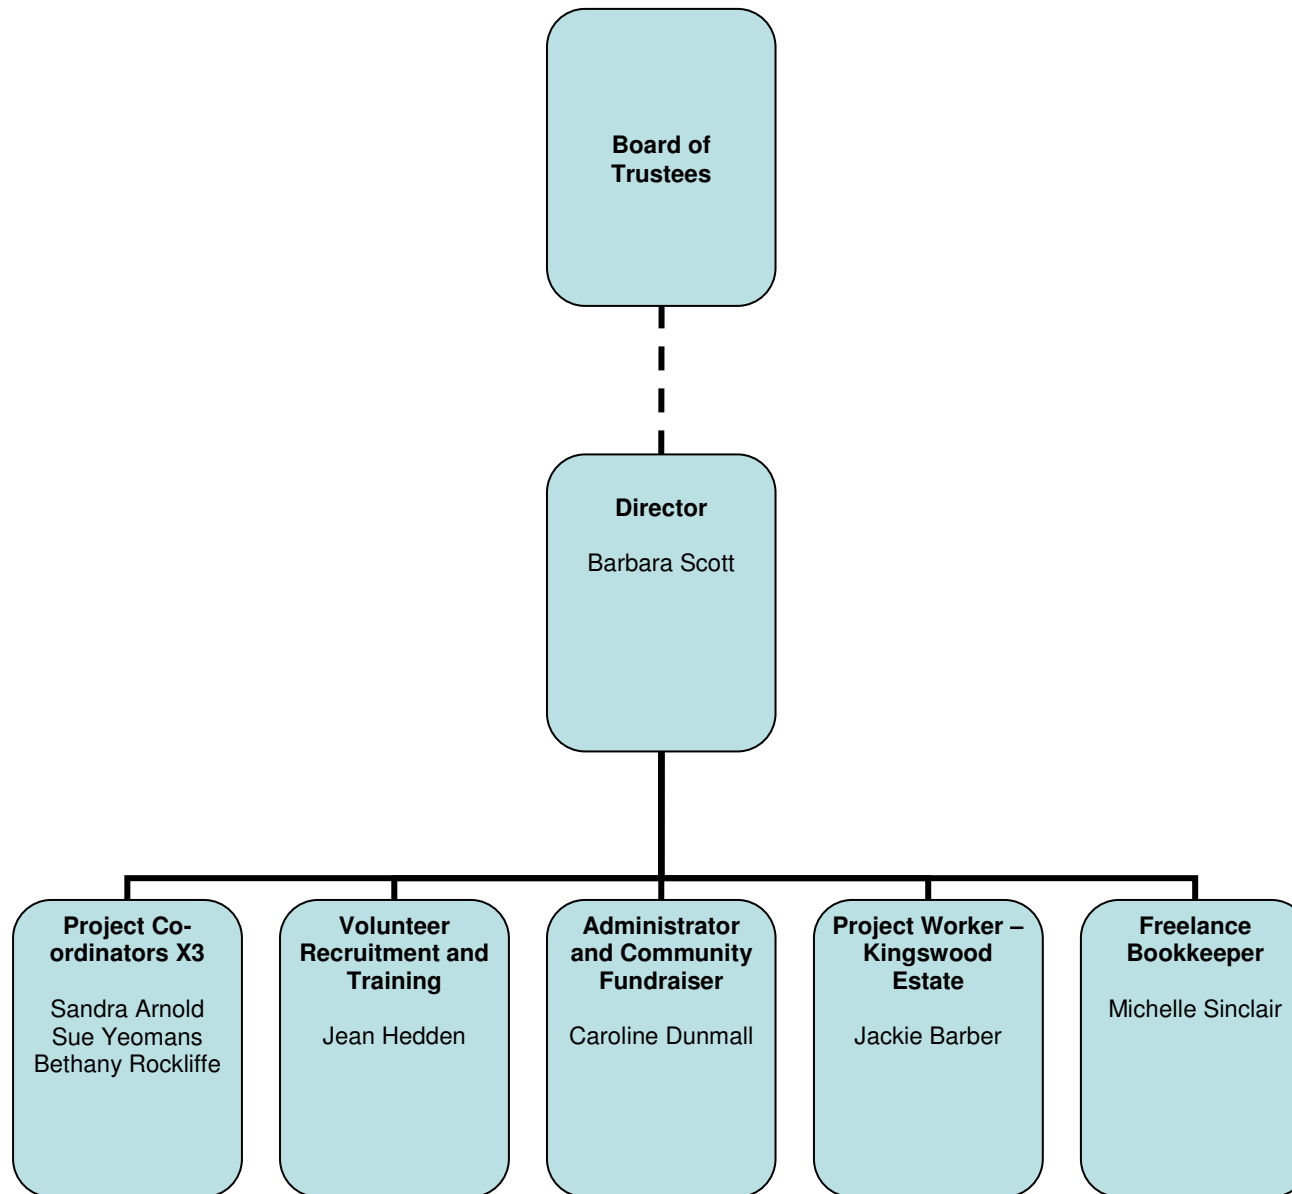 Board of
Trustees
Director
Barbara Scott
Project Co-
ordinators X3
Sandra Arnold
Sue Yeomans
Bethany Rockliffe
Volunteer
Recruitment and
Training
Jean Hedden
Administrator
and Community
Fundraiser
Caroline Dunmall
Project Worker –
Kingswood
Estate
Jackie Barber
Freelance
Bookkeeper
Michelle Sinclair